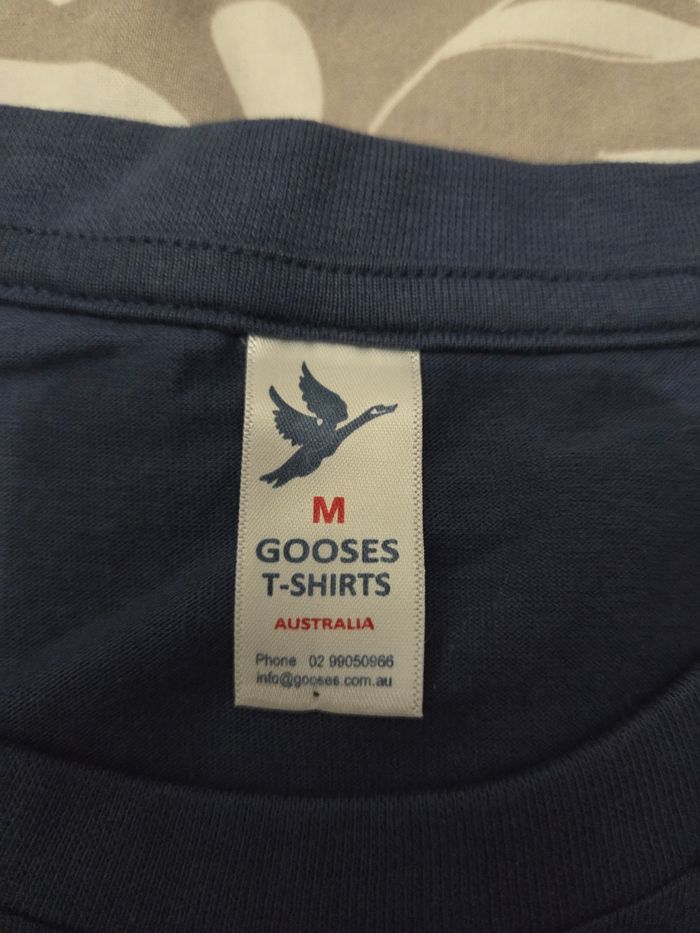 M
GOOSES
T-SHIRTS
AUSTRALIA
Phone 02 99050966
info@gooses.com.au